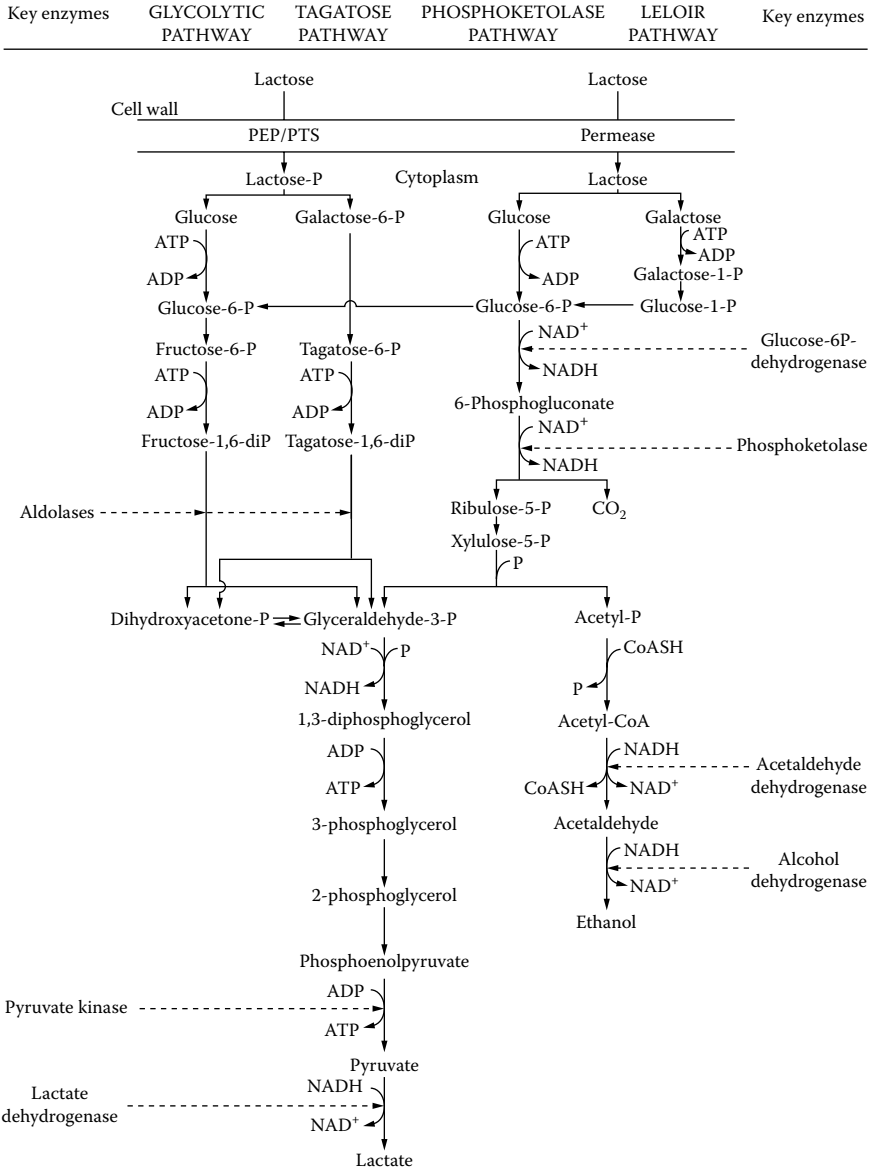 Key enzymes GLYCOLYTIC PATHWAY TAGATOSE PATHWAY PHOSPHOKETOLASE PATHWAY LELOIR PATHWAY Key enzymes
Lactose Lactose
Cell wall
PEP/PTS Permease
Lactose-P Cytoplasm Lactose
Glucose Galactose-6-P Glucose Galactose
ATP ATP ATP
ADP ADP ADP
Galactose-1-P
Glucose-6-P Glucose-6-P Glucose-1-P
Fructose-6-P Tagatose-6-P NAD⁺ Glucose-6P-
dehydrogenase
ATP ATP NADH
ADP ADP 6-Phosphogluconate
Fructose-1,6-diP Tagatose-1,6-diP NAD⁺ Phosphoketolase
NADH
Aldolases Ribulose-5-P CO₂
Xylulose-5-P
P
Dihydroxyacetone-P Glyceraldehyde-3-P Acetyl-P
NAD⁺ P CoASH
NADH P
1,3-diphosphoglycerol Acetyl-CoA
ADP NADH Acetaldehyde
dehydrogenase
ATP CoASH NAD⁺
3-phosphoglycerol Acetaldehyde
NADH Alcohol
dehydrogenase
2-phosphoglycerol NAD⁺
Ethanol
Phosphoenolpyruvate
ADP
Pyruvate kinase
ATP
Pyruvate
NADH
Lactate
dehydrogenase
NAD⁺
Lactate